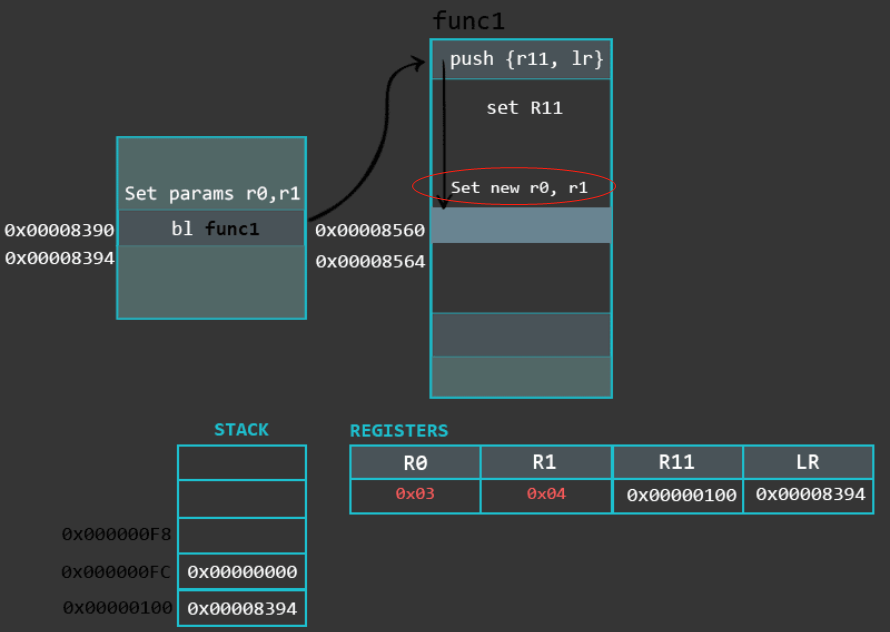 func1
push {r11, lr}
set R11
Set new r0, r1
Set params r0,r1
0x00008390
bl func1
0x00008394
0x00008560
0x00008564
STACK
0x000000F8
0x000000FC 0x00000000
0x00000100 0x00008394
REGISTERS
R0 R1 R11 LR
0x03 0x04 0x00000100 0x00008394